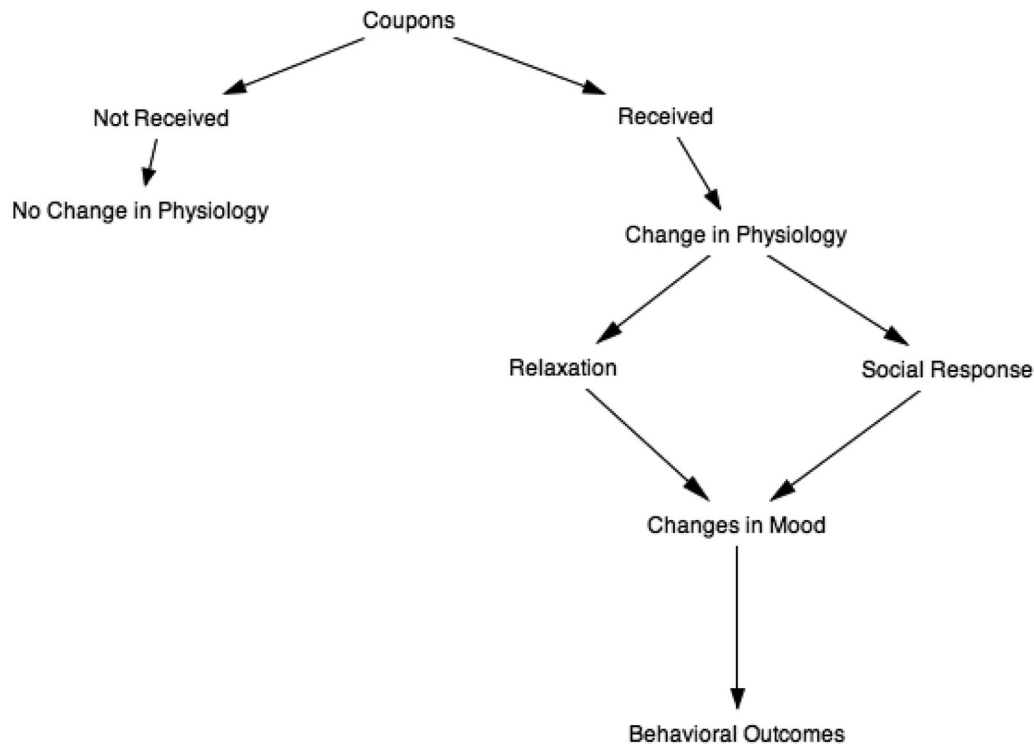 Coupons
Not Received
Received
No Change in Physiology
Change in Physiology
Relaxation
Social Response
Changes in Mood
Behavioral Outcomes